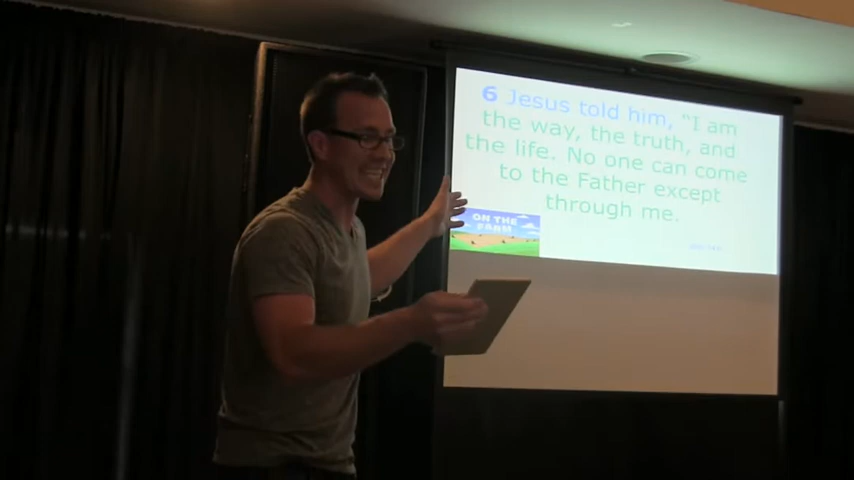 6 Jesus told him, “I am
the way, the truth, and
the life. No one can come
to the Father except
through me.
ON THE
FARM